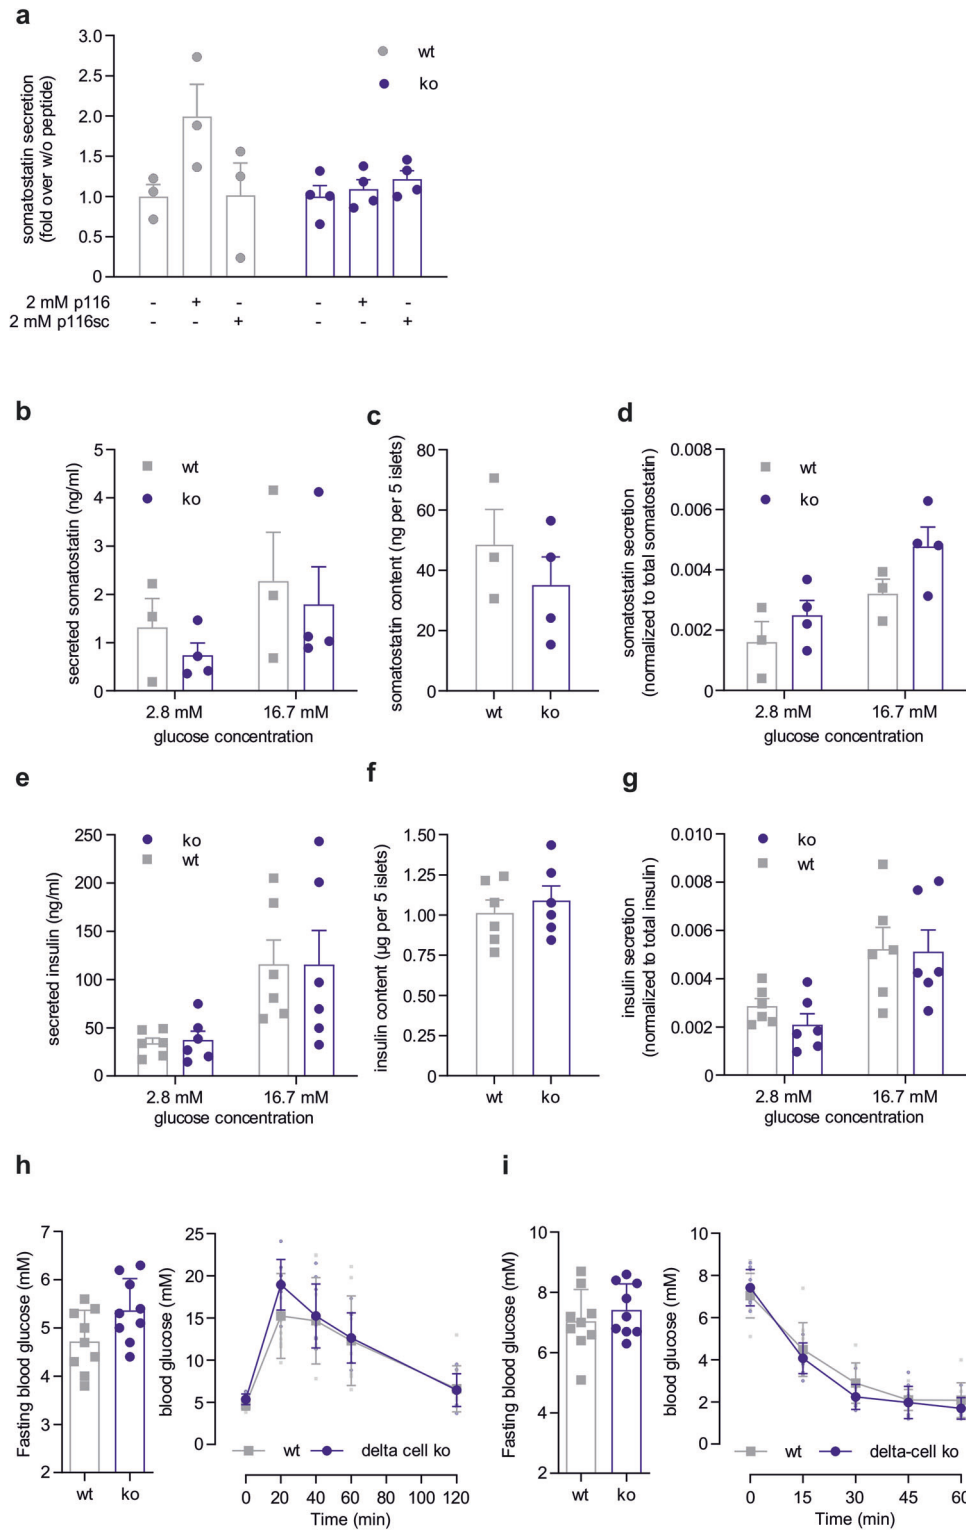 a
somatostatin secretion
(fold over w/o peptide)
3.0
2.5
2.0
1.5
1.0
0.5
0
wt
ko
2 mM p116 - + - - + -
2 mM p116sc - - + - - +
b
secreted somatostatin (ng/ml)
5
4
3
2
1
0
wt
ko
2.8 mM 16.7 mM
glucose concentration
c
somatostatin content (ng per 5 islets)
80
60
40
20
0
wt ko
d
somatostatin secretion
(normalized to total somatostatin)
0.008
0.006
0.004
0.002
0
wt
ko
2.8 mM 16.7 mM
glucose concentration
e
secreted insulin (ng/ml)
250
200
150
100
50
0
ko
wt
2.8 mM 16.7 mM
glucose concentration
f
insulin content (µg per 5 islets)
1.50
1.25
1.00
0.75
0.50
0.25
0
wt ko
g
insulin secretion
(normalized to total insulin)
0.010
0.008
0.006
0.004
0.002
0
ko
wt
2.8 mM 16.7 mM
glucose concentration
h
Fasting blood glucose (mM)
7
6
5
4
3
2
wt ko
blood glucose (mM)
25
20
15
10
5
0
wt delta cell ko
0 20 40 60 80 100 120
Time (min)
i
Fasting blood glucose (mM)
10
8
6
4
2
wt ko
blood glucose (mM)
10
8
6
4
2
0
wt delta-cell ko
0 15 30 45 60
Time (min)